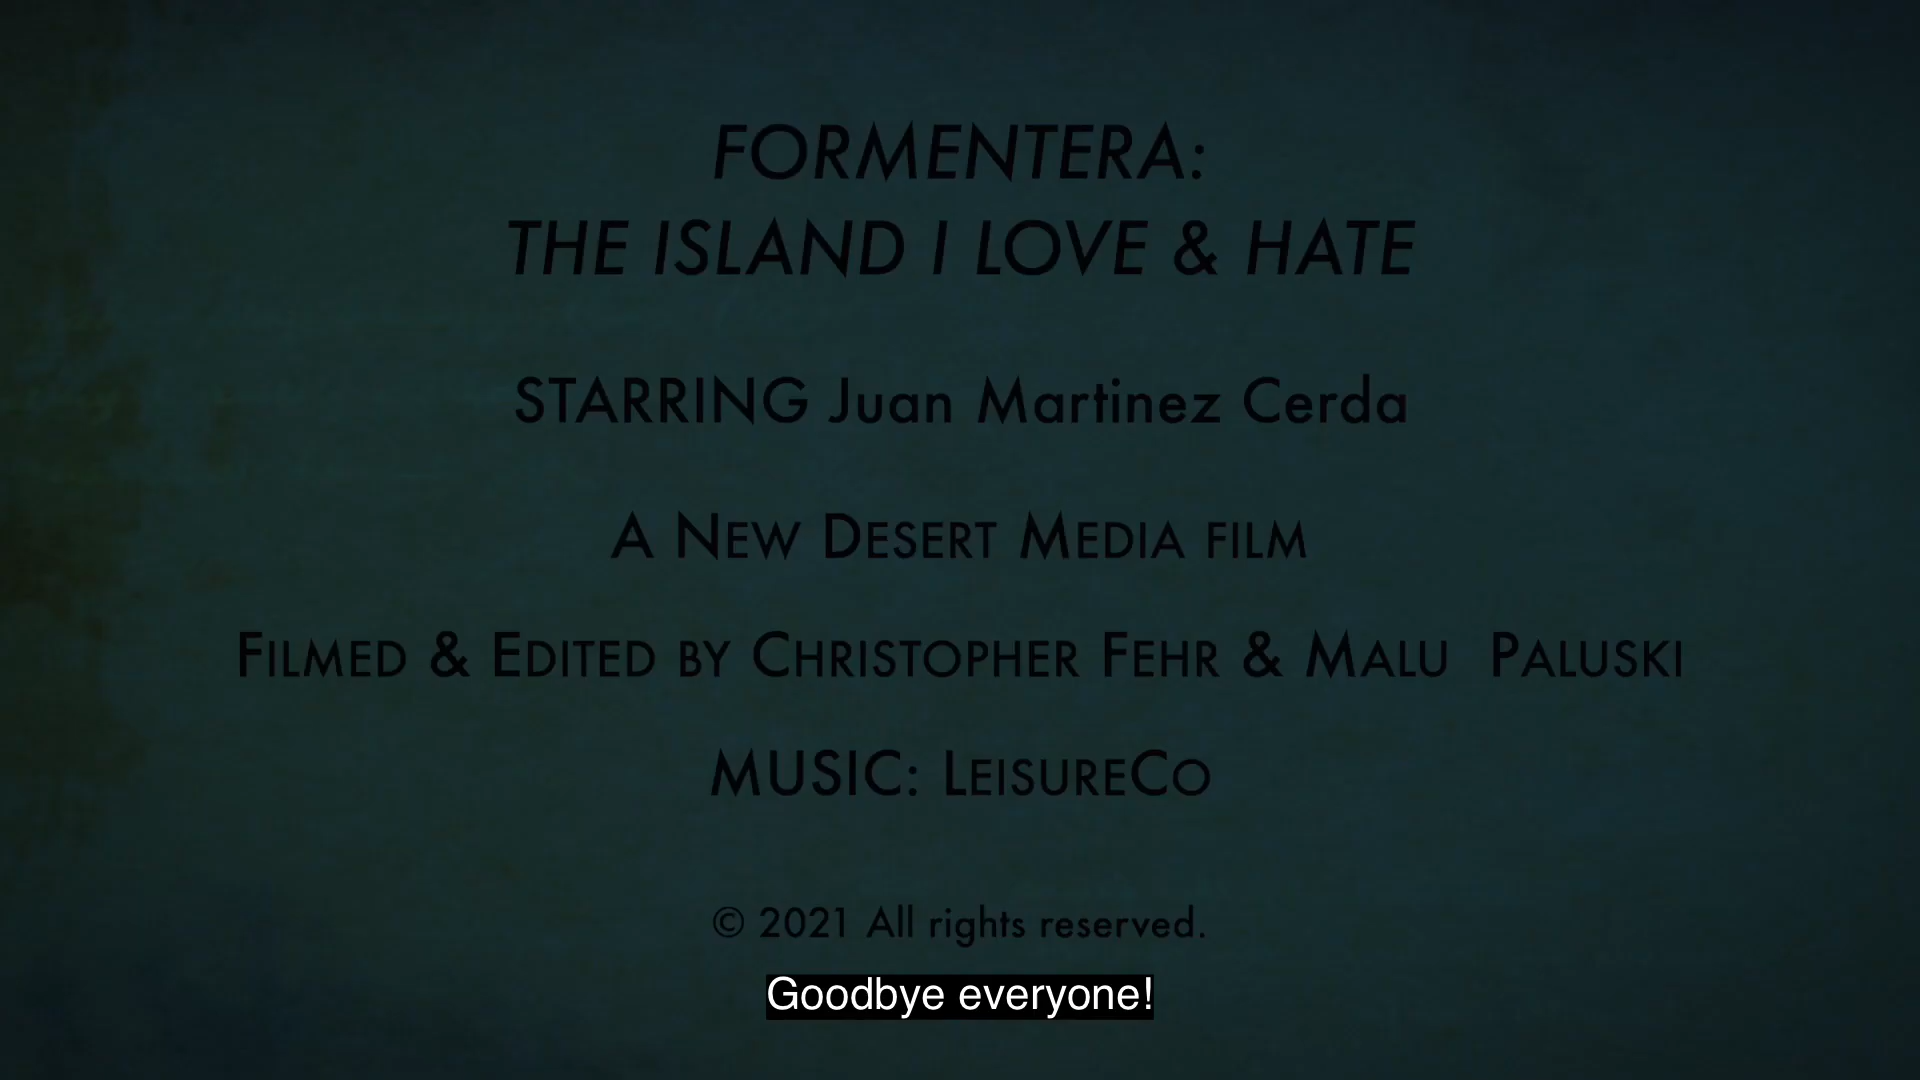 FORMENTERA:
THE ISLAND I LOVE & HATE
STARRING Juan Martinez Cerda
A NEW DESERT MEDIA FILM
FILMED & EDITED BY CHRISTOPHER FEHR & MALU PALUSKI
MUSIC: LEISURECO
© 2021 All rights reserved.
Goodbye everyone!